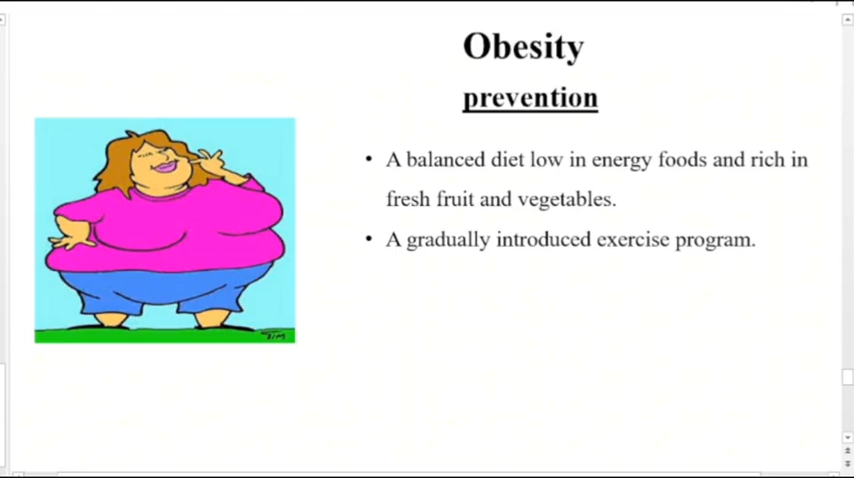 Obesity
prevention
• A balanced diet low in energy foods and rich in
fresh fruit and vegetables.
• A gradually introduced exercise program.
TIM